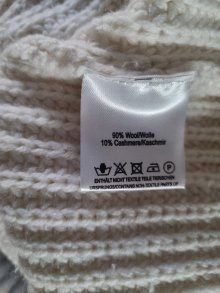 90% Wool/Wolle
10% Cashmere/Kaschmir
ENTHÄLT NICHT TEXTILE TEILE TIERISCHEN
URSPRUNGS/CONTAINS NON-TEXTILE PARTS OF